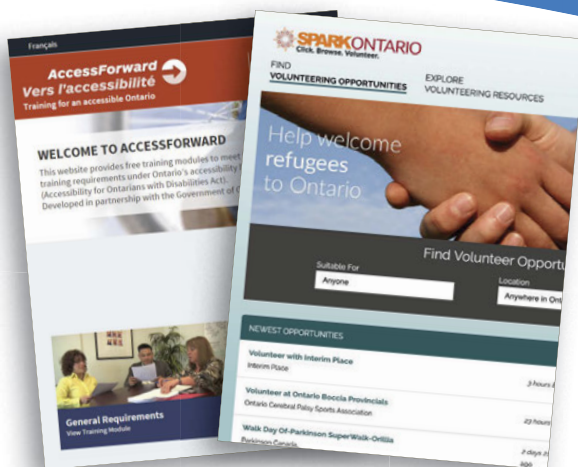 Français
AccessForward
Vers l'accessibilité
Training for an accessible Ontario
WELCOME TO ACCESSFORWARD
This website provides free training modules to meet
training requirements under Ontario's accessibility
(Accessibility for Ontarians with Disabilities Act).
Developed in partnership with the Government of
General Requirements
View Training Module
SPARKONTARIO
Click. Browse. Volunteer.
FIND
VOLUNTEERING OPPORTUNITIES
EXPLORE
VOLUNTEERING RESOURCES
Help welcome
refugees
to Ontario
Find Volunteer Opportu
Suitable For
Anyone
Location
Anywhere in Ont
NEWEST OPPORTUNITIES
Volunteer with Interim Place
Interim Place
3 hours
Volunteer at Ontario Boccia Provincials
Ontario Cerebral Palsy Sports Association
23 hours
Walk Day Of-Parkinson SuperWalk-Orillia
Parkinson Canada
2 days
ago